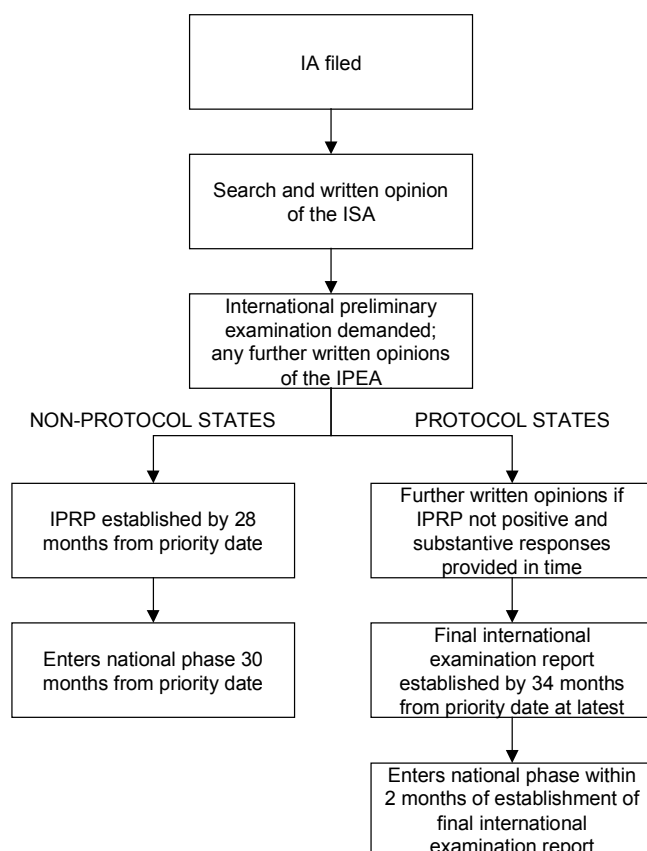 IA filed
Search and written opinion
of the ISA
International preliminary
examination demanded;
any further written opinions
of the IPEA
NON-PROTOCOL STATES
PROTOCOL STATES
IPRP established by 28
months from priority date
Further written opinions if
IPRP not positive and
substantive responses
provided in time
Enters national phase 30
months from priority date
Final international
examination report
established by 34 months
from priority date at latest
Enters national phase within
2 months of establishment of
final international
examination report